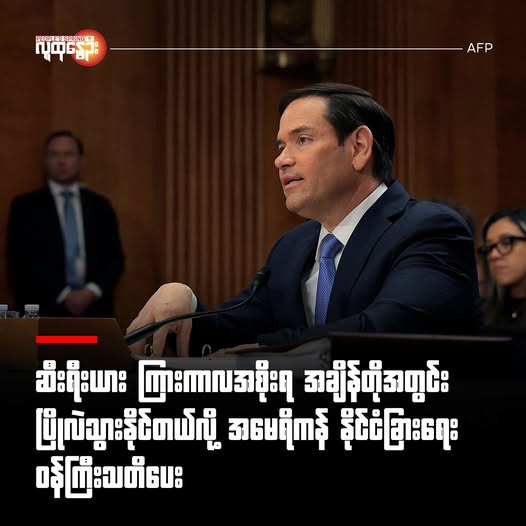 PEOPLE'S SPRING
လူထုနွေဦး
AFP
ဆီးရီးယား ကြားကာလအစိုးရ အချိန်တိုအတွင်း
ပြိုလဲသွားနိုင်တယ်လို့ အမေရိကန် နိုင်ငံခြားရေး
ဝန်ကြီးသတိပေး